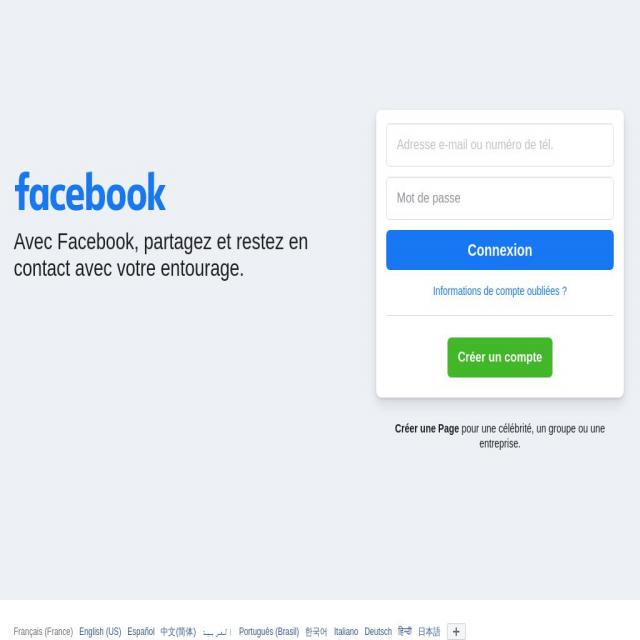 facebook
Avec Facebook, partagez et restez en
contact avec votre entourage.
Adresse e-mail ou numéro de tél.
Mot de passe
Connexion
Informations de compte oubliées ?
Créer un compte
Créer une Page pour une célébrité, un groupe ou une
entreprise.
Français (France) English (US) Español 中文(简体) العربية Português (Brasil) 한국어 Italiano Deutsch हिन्दी 日本語 +